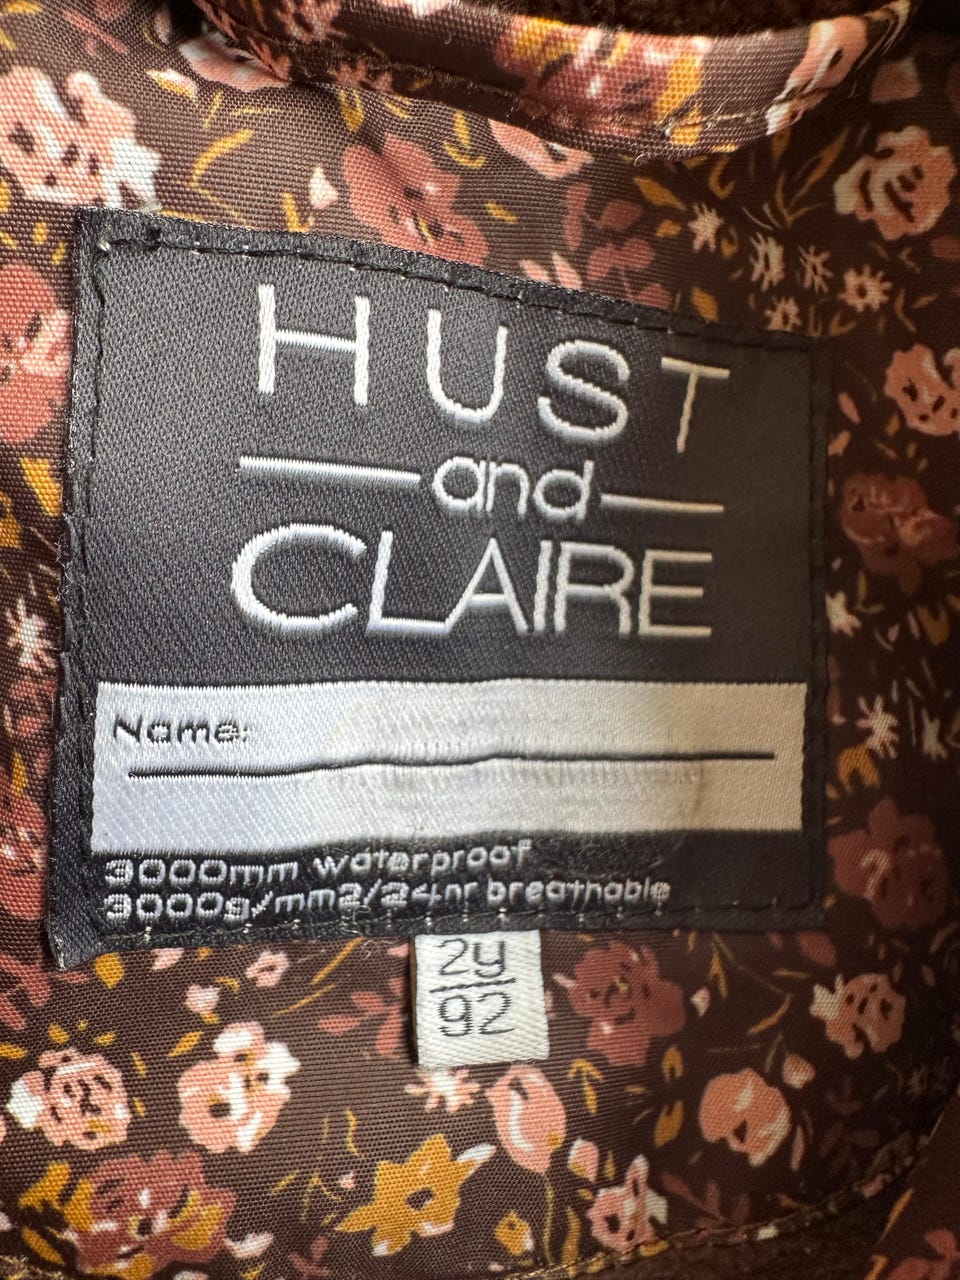 HUST
and
CLAIRE
Name:
3000mm waterproof
3000g/mm2/24hr breathable
2y
92